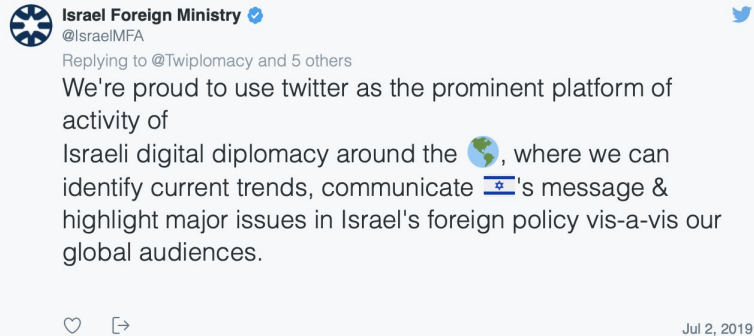 Israel Foreign Ministry
@IsraelMFA
Replying to @Twiplomacy and 5 others
We're proud to use twitter as the prominent platform of
activity of
Israeli digital diplomacy around the 🌎, where we can
identify current trends, communicate 🇮🇱's message &
highlight major issues in Israel's foreign policy vis-a-vis our
global audiences.
Jul 2, 2019